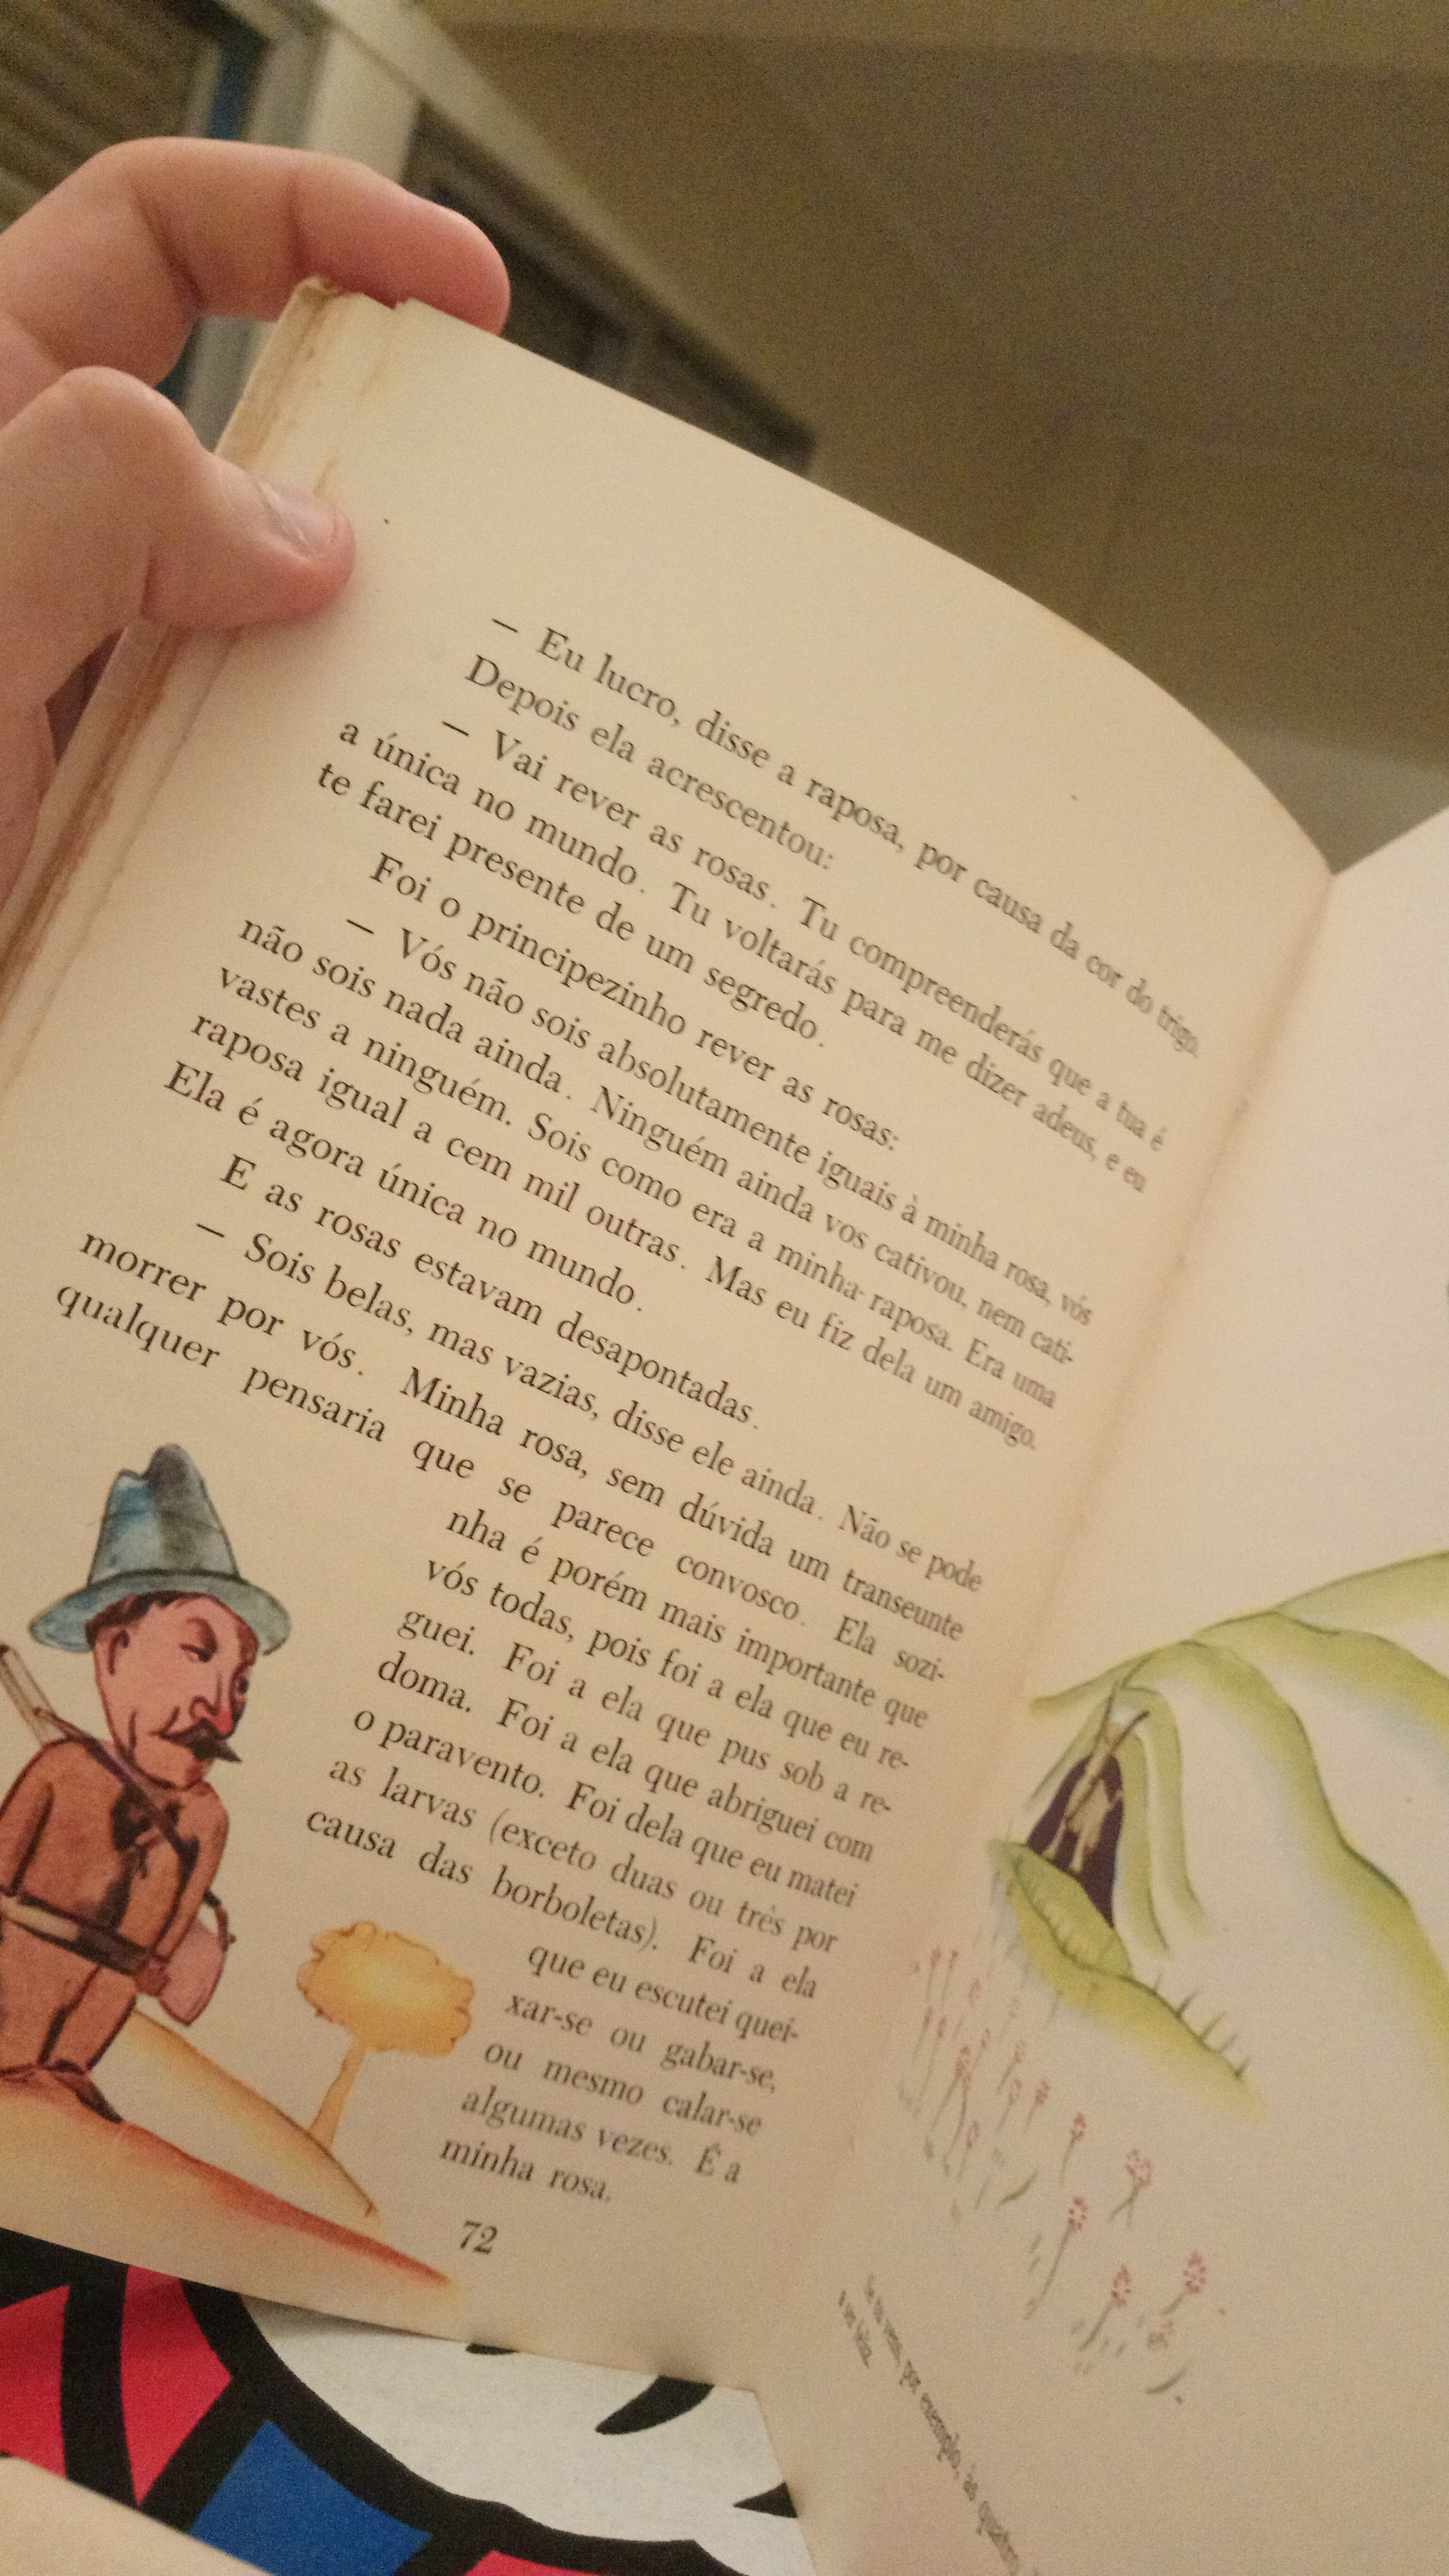 — Eu lucro, disse a raposa, por causa da cor do trigo.
Depois ela acrescentou:
— Vai rever as rosas. Tu compreenderás que a tua é
a única no mundo. Tu voltarás para me dizer adeus, e eu
te farei presente de um segredo.
Foi o principezinho rever as rosas:
— Vós não sois absolutamente iguais à minha rosa, vós
não sois nada ainda. Ninguém ainda vos cativou, nem cati-
vastes a ninguém. Sois como era a minha raposa. Era uma
raposa igual a cem mil outras. Mas eu fiz dela um amigo.
Ela é agora única no mundo.
E as rosas estavam desapontadas.
— Sois belas, mas vazias, disse ele ainda. Não se pode
morrer por vós. Minha rosa, sem dúvida um transeunte
qualquer pensaria que se parece convosco. Ela sozi-
nha é porém mais importante que
vós todas, pois foi a ela que eu re-
guei. Foi a ela que pus sob a re-
doma. Foi a ela que abriguei com
o paravento. Foi dela que eu matei
as larvas (exceto duas ou três por
causa das borboletas). Foi a ela
que eu escutei quei-
xar-se ou gabar-se,
ou mesmo calar-se
algumas vezes. É a
minha rosa.
72
Se tu vens, por exemplo, às quatro,